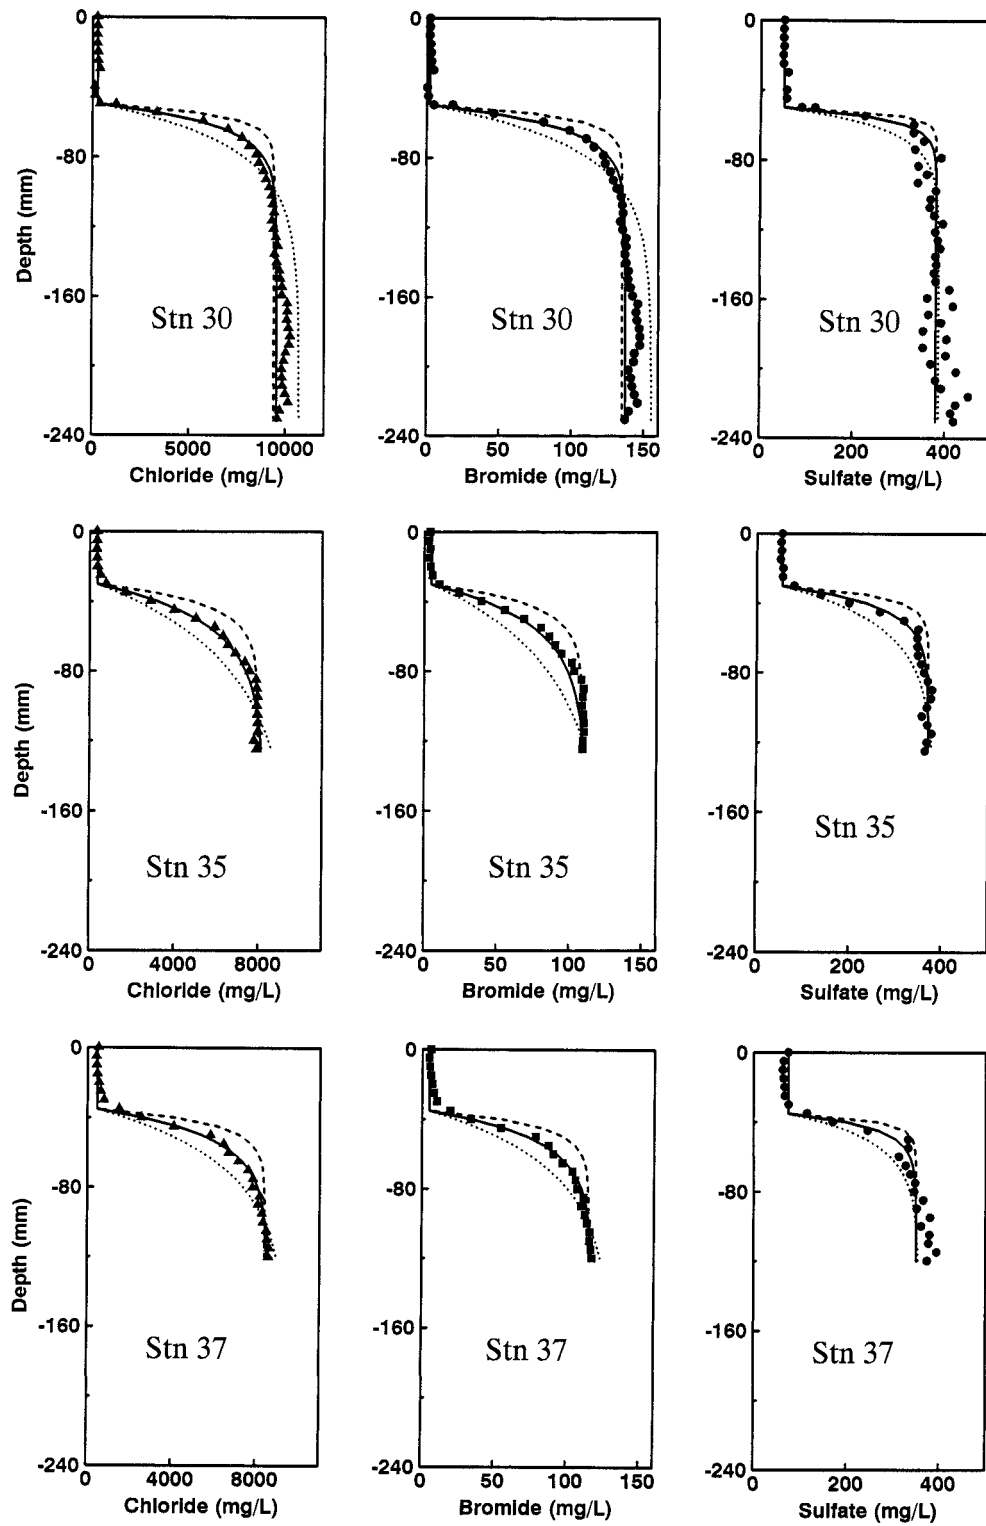 0
-80
-160
-240
Depth (mm)
Stn 30
0 5000 10000
Chloride (mg/L)
0
-80
-160
-240
Stn 30
0 50 100 150
Bromide (mg/L)
0
-80
-160
-240
Stn 30
0 200 400
Sulfate (mg/L)
0
-80
-160
-240
Depth (mm)
Stn 35
0 4000 8000
Chloride (mg/L)
0
-80
-160
-240
Stn 35
0 50 100 150
Bromide (mg/L)
0
-80
-160
-240
Stn 35
0 200 400
Sulfate (mg/L)
0
-80
-160
-240
Depth (mm)
Stn 37
0 4000 8000
Chloride (mg/L)
0
-80
-160
-240
Stn 37
0 50 100 150
Bromide (mg/L)
0
-80
-160
-240
Stn 37
0 200 400
Sulfate (mg/L)